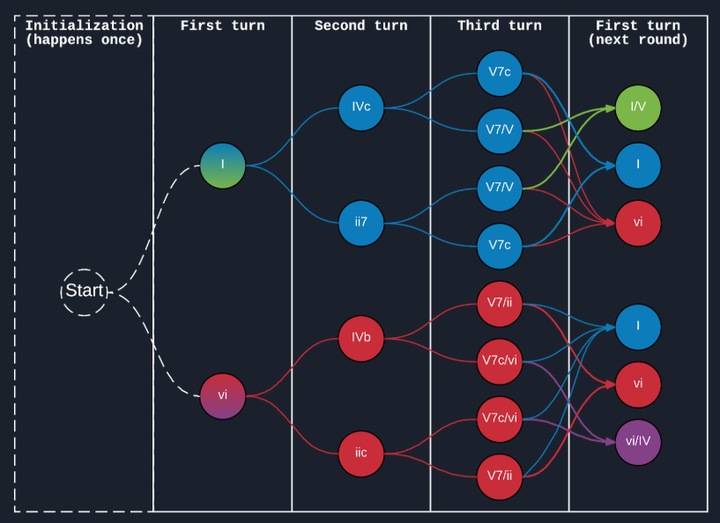 Initialization
(happens once)
First turn
Second turn
Third turn
First turn
(next round)
Start
I
vi
IVc
ii7
IVb
iic
V7c
V7/V
V7/V
V7c
V7/ii
V7c/vi
V7c/vi
V7/ii
I/V
I
vi
I
vi
vi/IV